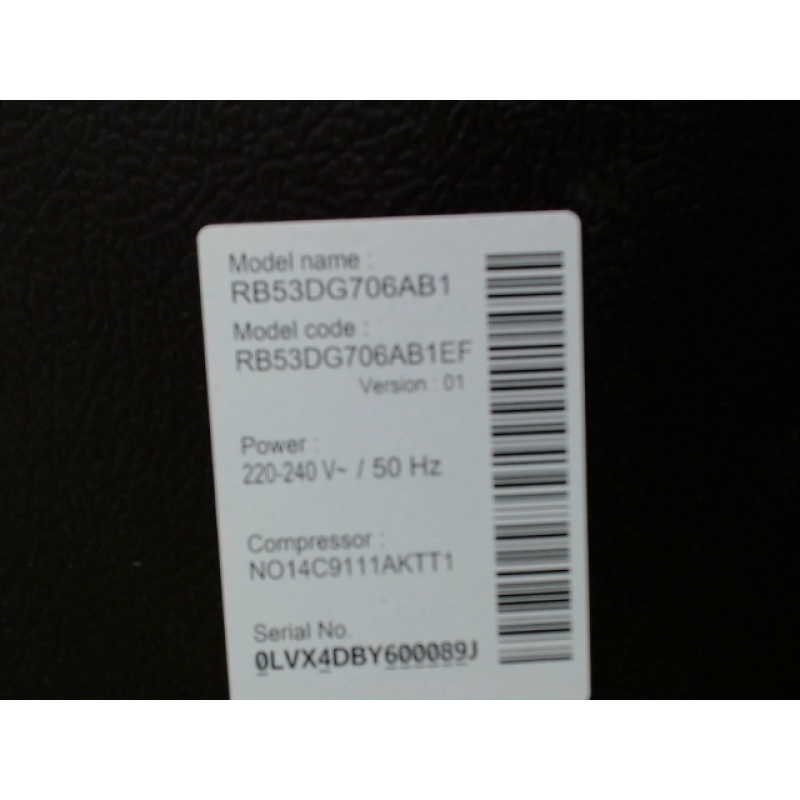 Model name :
RB53DG706AB1
Model code :
RB53DG706AB1EF
Version : 01
Power :
220-240 V~ / 50 Hz
Compressor :
NO14C9111AKTT1
Serial No.
0LVX4DBY600089J